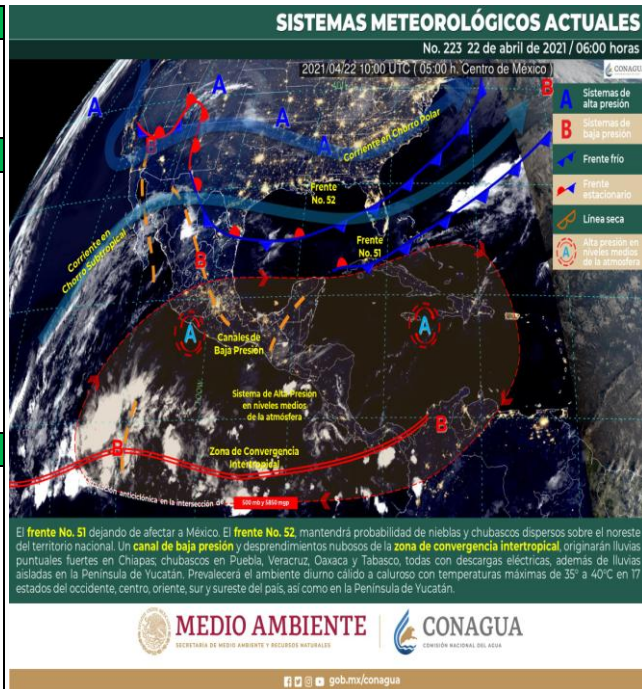 SISTEMAS METEOROLÓGICOS ACTUALES
No. 223 22 de abril de 2021 / 06:00 horas
2021/04/22 10:00 UTC ( 05:00 h. Centro de México )
CONAGUA
A
Sistemas de alta presión
B
Sistemas de baja presión
Frente frío
Frente estacionario
Línea seca
A
Alta presión en niveles medios de la atmósfera
A
A
A
A
A
B
B
Corriente en Chorro Polar
Frente
No. 52
Frente
No. 51
Corriente en
Chorro Subtropical
B
A
A
Canales de
Baja Presión
Sistema de Alta Presión
en niveles medios
de la atmósfera
B
B
Zona de Convergencia
Intertropical
anticiclónica en la intersección de
500 mb y 5850 mgp
El frente No. 51 dejando de afectar a México. El frente No. 52, mantendrá probabilidad de nieblas y chubascos dispersos sobre el noreste
del territorio nacional. Un canal de baja presión y desprendimientos nubosos de la zona de convergencia intertropical, originarán lluvias
puntuales fuertes en Chiapas; chubascos en Puebla, Veracruz, Oaxaca y Tabasco, todas con descargas eléctricas, además de lluvias
aisladas en la Península de Yucatán. Prevalecerá el ambiente diurno cálido a caluroso con temperaturas máximas de 35° a 40°C en 17
estados del occidente, centro, oriente, sur y sureste del país, así como en la Península de Yucatán.
MEDIO AMBIENTE
SECRETARÍA DE MEDIO AMBIENTE Y RECURSOS NATURALES
CONAGUA
COMISIÓN NACIONAL DEL AGUA
gob.mx/conagua